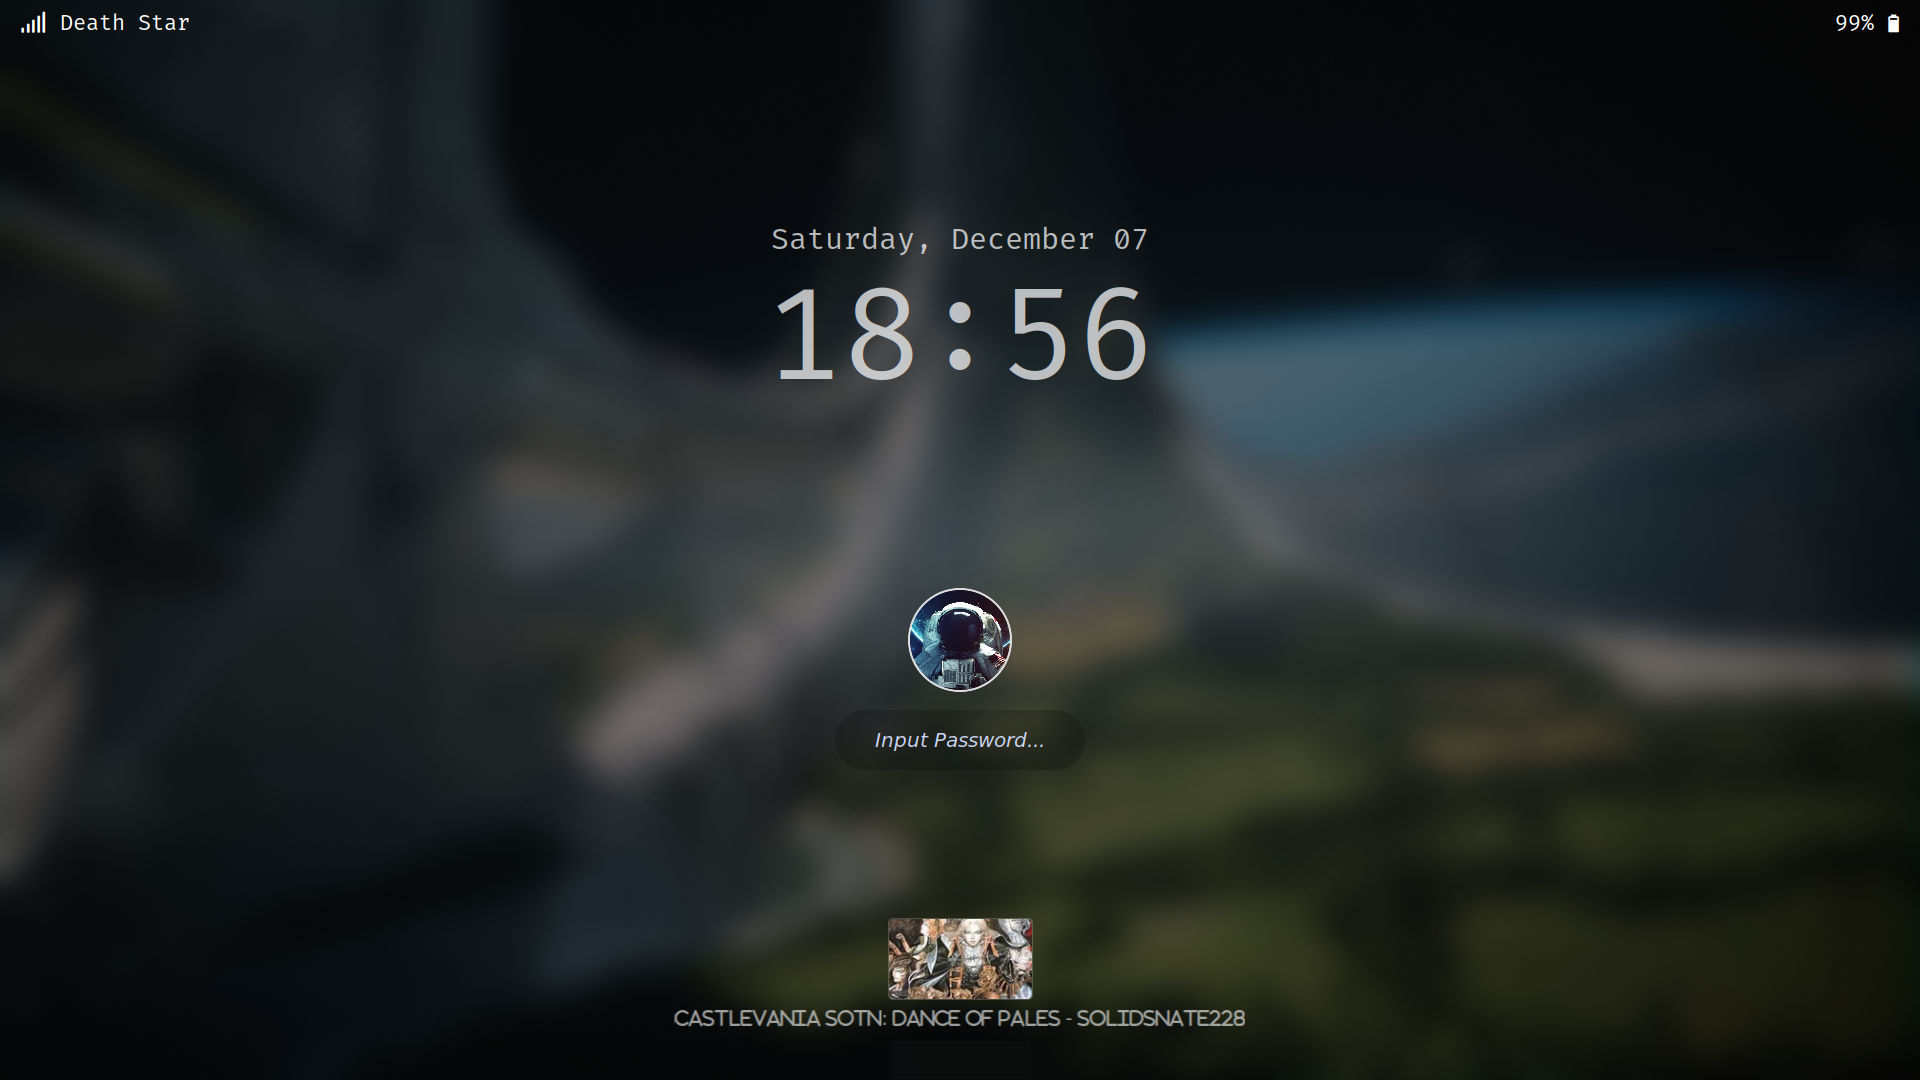 Death Star
99%
Saturday, December 07
18:56
Input Password...
CASTLEVANIA SOTN: DANCE OF PALES - SOLIDSNATE228